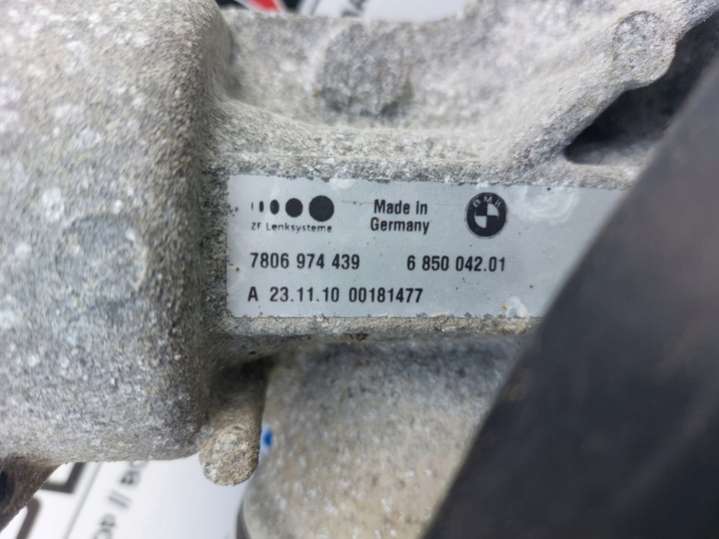 ZF Lenksysteme
Made in
Germany
BMW
7806 974 439 6 850 042.01
A 23.11.10 00181477